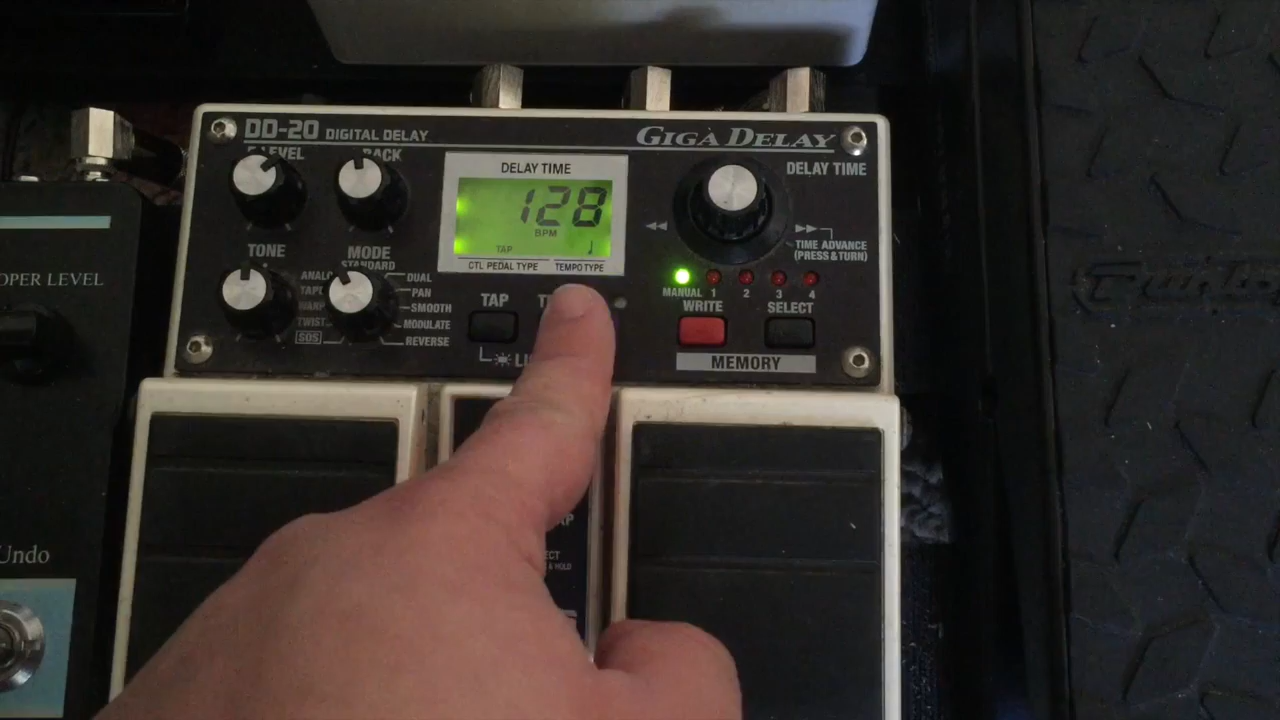 DD-20 DIGITAL DELAY
GIGA DELAY
LEVEL
BACK
DELAY TIME
DELAY TIME
128
BPM
TAP
CTL PEDAL TYPE
TEMPO TYPE
TONE
MODE
STANDARD
DUAL
PAN
SMOOTH
TWIST
MODULATE
SOS
REVERSE
TIME ADVANCE
(PRESS & TURN)
TAP
MANUAL 1 2 3 4
WRITE
SELECT
MEMORY
OPER LEVEL
Undo
& HOLD